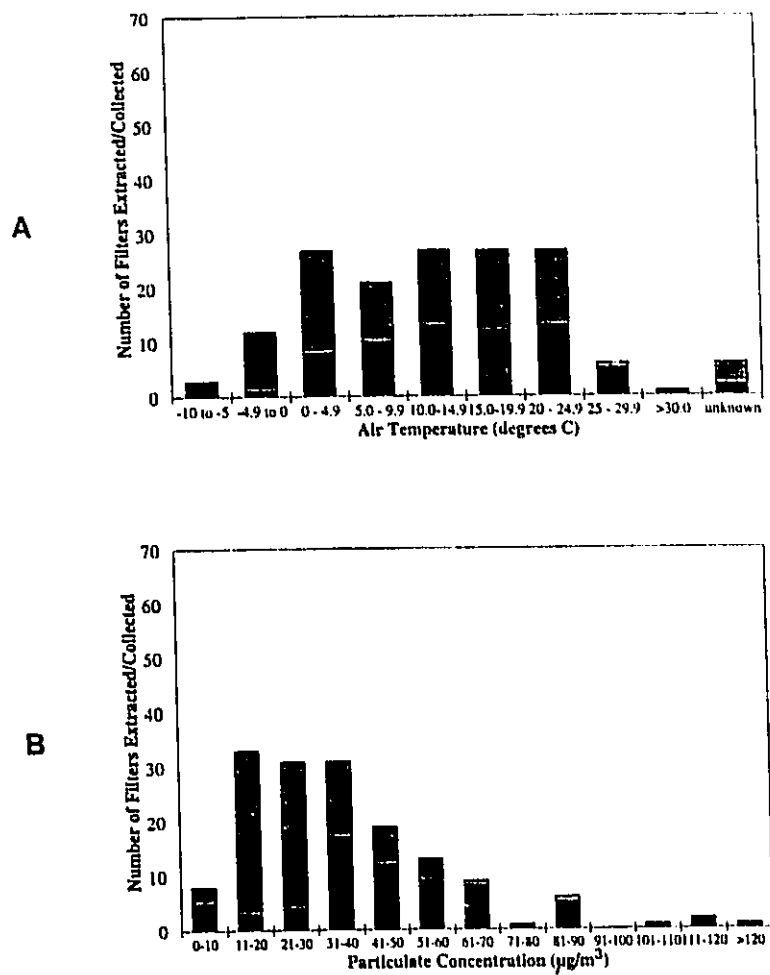 A
Number of Filters Extracted/Collected
70
60
50
40
30
20
10
0
-10 to -5 -4.9 to 0 0 - 4.9 5.0 - 9.9 10.0-14.9 15.0-19.9 20 - 24.9 25 - 29.9 >30.0 unknown
Air Temperature (degrees C)
B
Number of Filters Extracted/Collected
70
60
50
40
30
20
10
0
0-10 11-20 21-30 31-40 41-50 51-60 61-70 71-80 81-90 91-100 101-110 111-120 >120
Particulate Concentration (µg/m³)